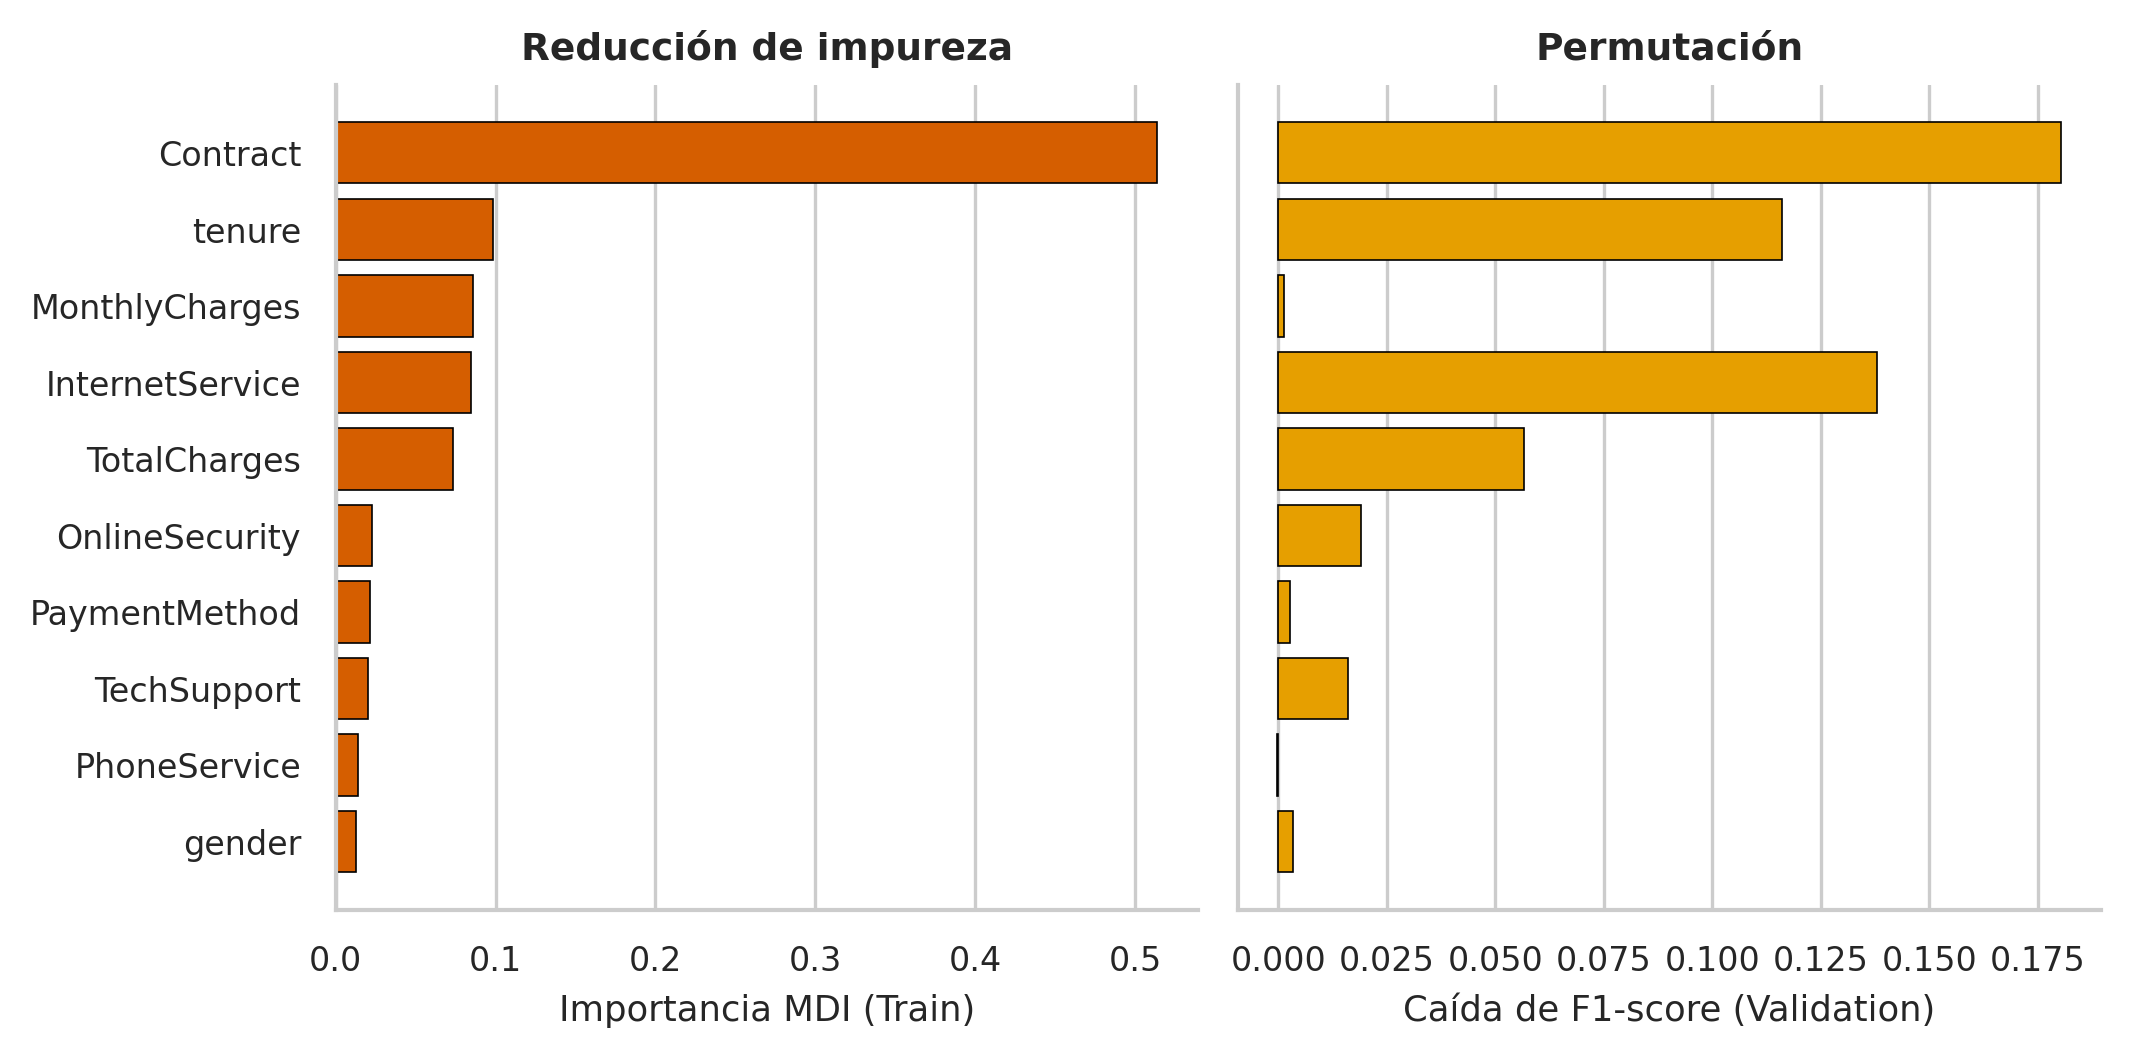 Reducción de impureza
Permutación
Contract
tenure
MonthlyCharges
InternetService
TotalCharges
OnlineSecurity
PaymentMethod
TechSupport
PhoneService
gender
0.0 0.1 0.2 0.3 0.4 0.5
0.000 0.025 0.050 0.075 0.100 0.125 0.150 0.175
Importancia MDI (Train)
Caída de F1-score (Validation)